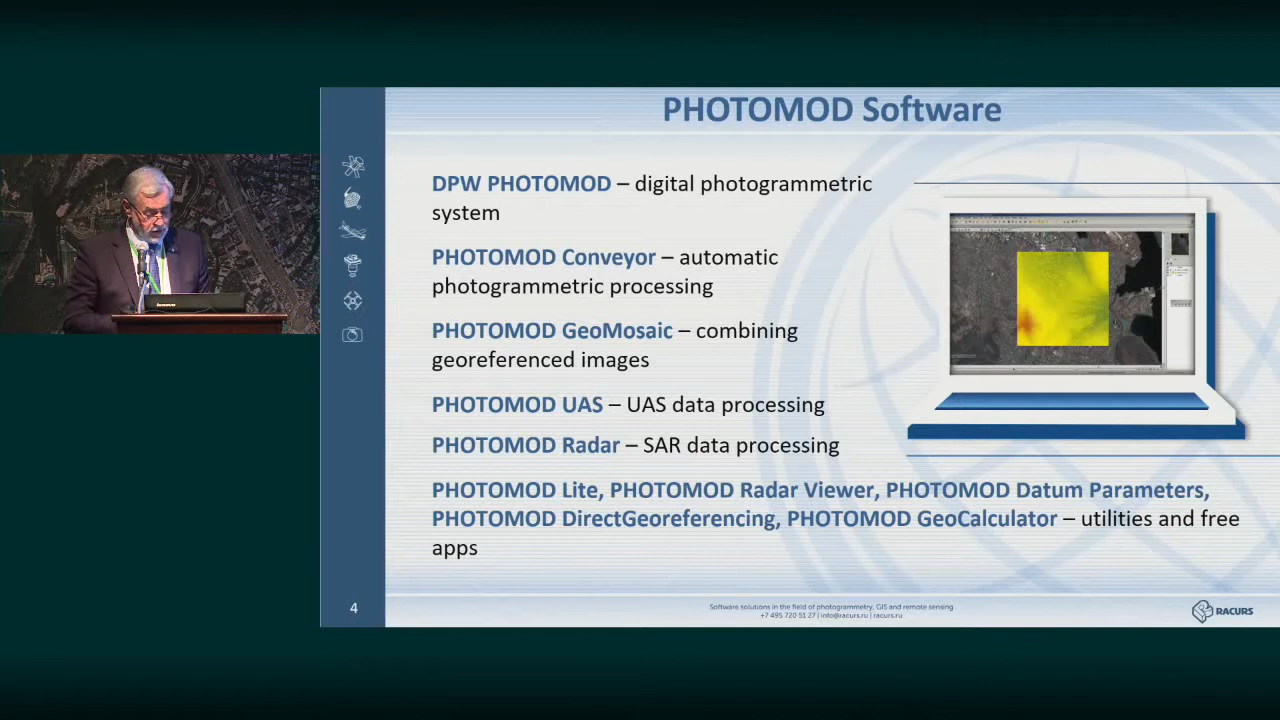 PHOTOMOD Software
DPW PHOTOMOD – digital photogrammetric
system
PHOTOMOD Conveyor – automatic
photogrammetric processing
PHOTOMOD GeoMosaic – combining
georeferenced images
PHOTOMOD UAS – UAS data processing
PHOTOMOD Radar – SAR data processing
PHOTOMOD Lite, PHOTOMOD Radar Viewer, PHOTOMOD Datum Parameters,
PHOTOMOD DirectGeoreferencing, PHOTOMOD GeoCalculator – utilities and free
apps
4
Software solutions in the field of photogrammetry, GIS and remote sensing
+7 495 720 51 27 | info@racurs.ru | racurs.ru
RACURS